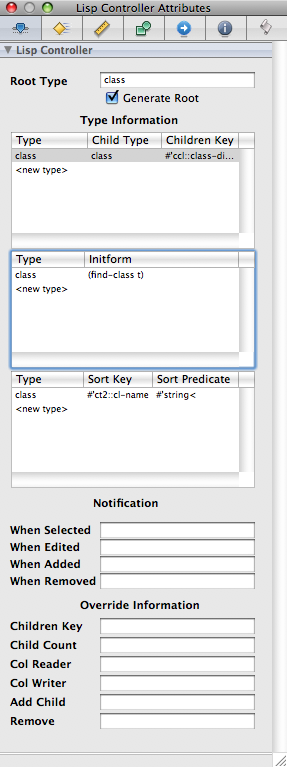 Lisp Controller Attributes
Lisp Controller
Root Type class
Generate Root
Type Information
Type Child Type Children Key
class class #'ccl::class-di...
<new type>
Type Initform
class (find-class t)
<new type>
Type Sort Key Sort Predicate
class #'ct2::cl-name #'string<
<new type>
Notification
When Selected
When Edited
When Added
When Removed
Override Information
Children Key
Child Count
Col Reader
Col Writer
Add Child
Remove